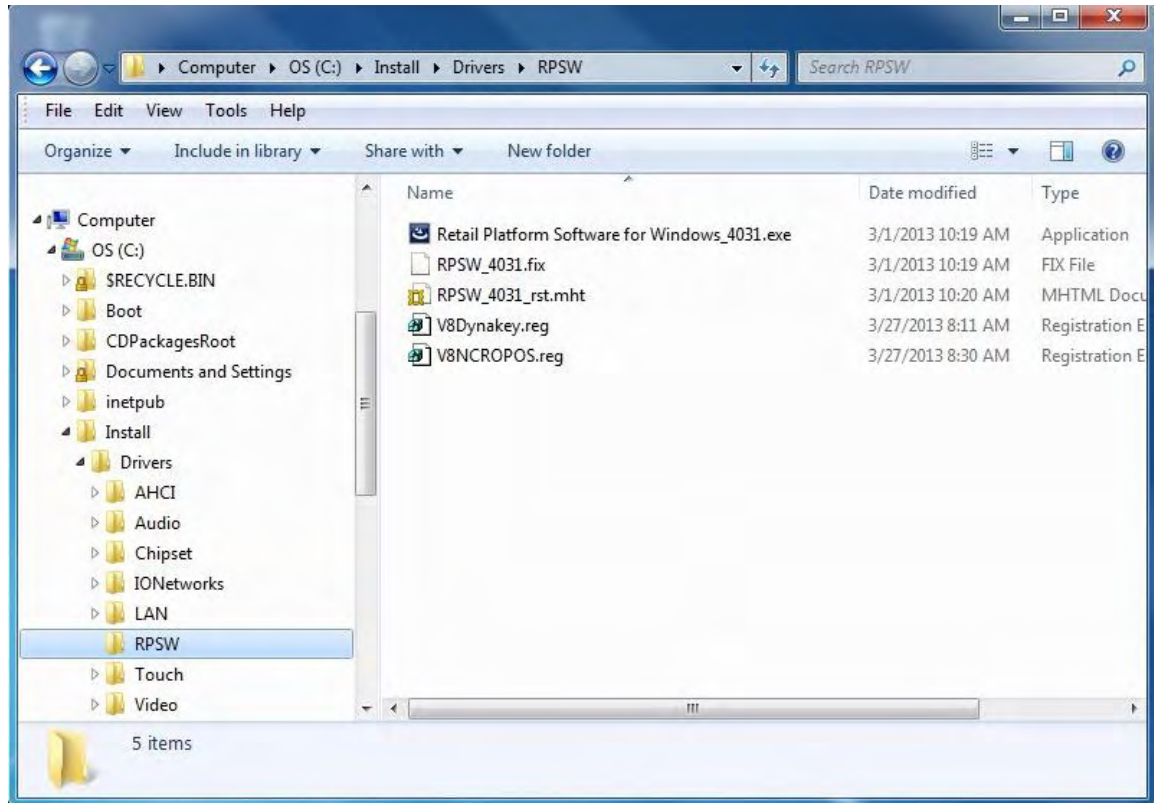 Computer ▸ OS (C:) ▸ Install ▸ Drivers ▸ RPSW
Search RPSW
File Edit View Tools Help
Organize Include in library Share with New folder
Name Date modified Type
Computer
OS (C:)
$RECYCLE.BIN
Boot
CDPackagesRoot
Documents and Settings
inetpub
Install
Drivers
AHCI
Audio
Chipset
IONetworks
LAN
RPSW
Touch
Video
Retail Platform Software for Windows_4031.exe 3/1/2013 10:19 AM Application
RPSW_4031.fix 3/1/2013 10:19 AM FIX File
RPSW_4031_rst.mht 3/1/2013 10:20 AM MHTML Docu
V8Dynakey.reg 3/27/2013 8:11 AM Registration E
V8NCROPOS.reg 3/27/2013 8:30 AM Registration E
5 items